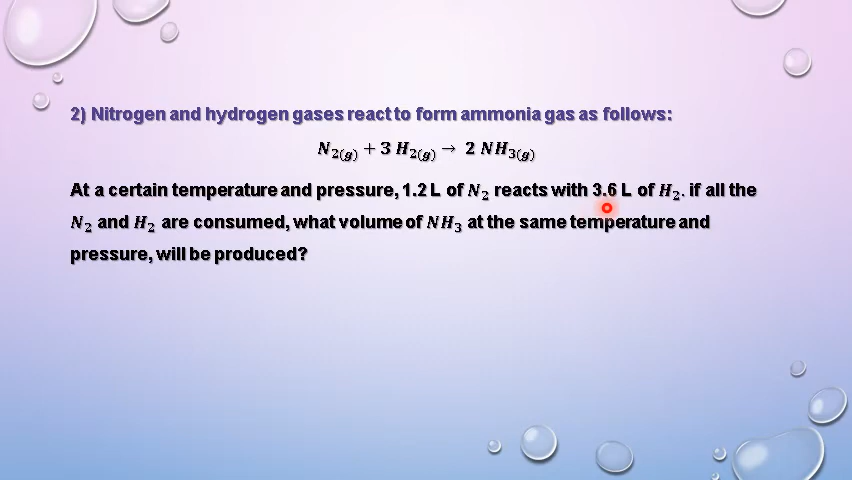 2) Nitrogen and hydrogen gases react to form ammonia gas as follows:
N₂(g) + 3 H₂(g) → 2 NH₃(g)
At a certain temperature and pressure, 1.2 L of N₂ reacts with 3.6 L of H₂. if all the
N₂ and H₂ are consumed, what volume of NH₃ at the same temperature and
pressure, will be produced?